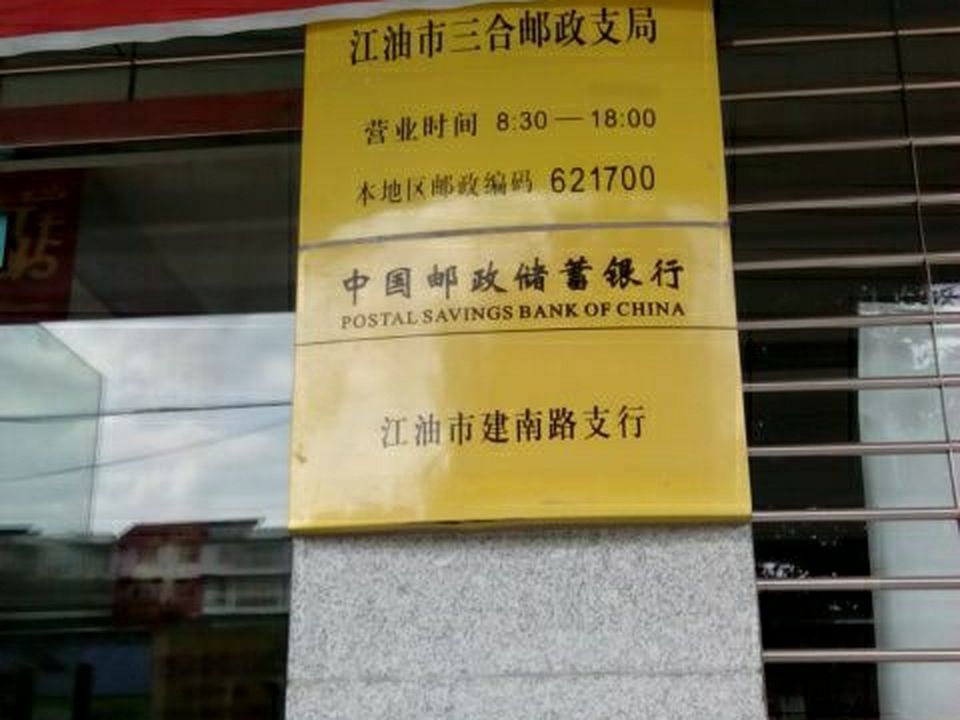 江油市三合邮政支局
营业时间 8:30—18:00
本地区邮政编码 621700
中国邮政储蓄银行
POSTAL SAVINGS BANK OF CHINA
江油市建南路支行